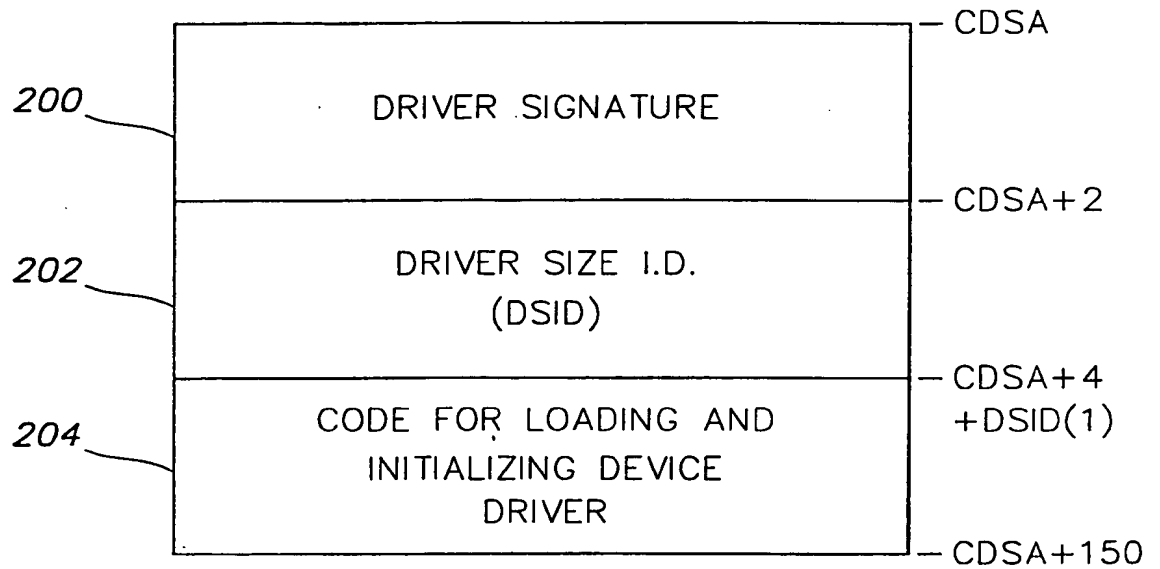 CDSA
200
DRIVER SIGNATURE
CDSA+2
202
DRIVER SIZE I.D.
(DSID)
CDSA+4
+DSID(1)
204
CODE FOR LOADING AND
INITIALIZING DEVICE
DRIVER
CDSA+150